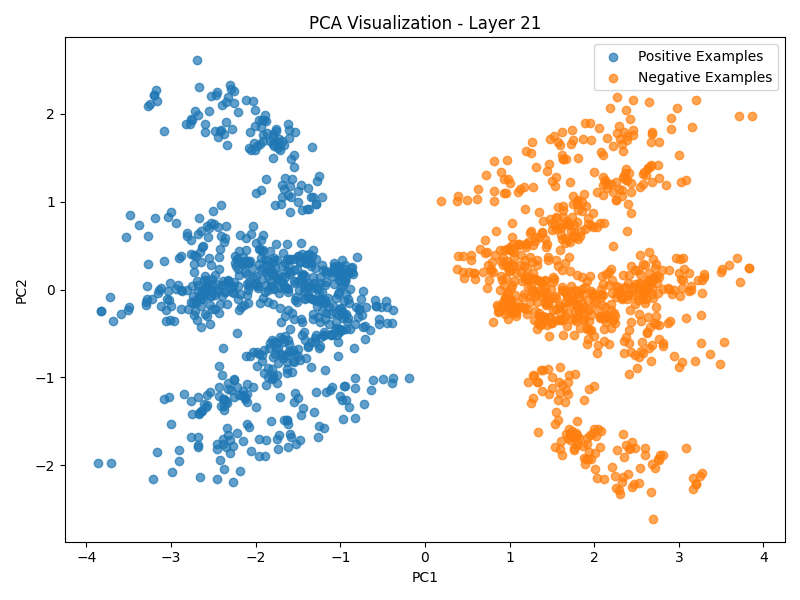 PCA Visualization - Layer 21
Positive Examples
Negative Examples
2
1
0
−1
−2
PC2
−4
−3
−2
−1
0
1
2
3
4
PC1